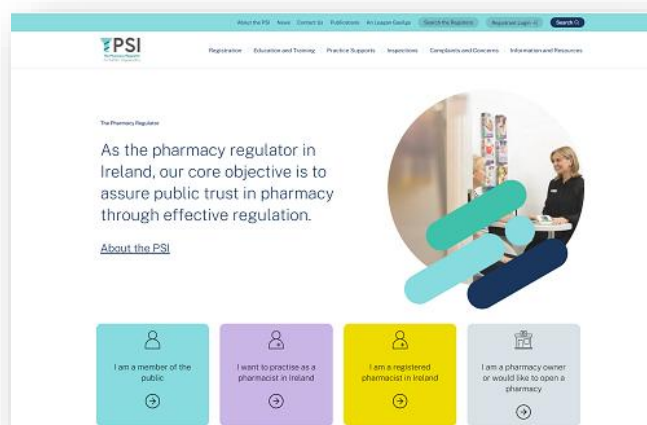 About the PSI News Contact Us Publications An Leagan Gaeilge Search the Registers Registrant Login Search
PSI
The Pharmacy Regulator
Registration Education and Training Practice Supports Inspections Complaints and Concerns Information and Resources
The Pharmacy Regulator
As the pharmacy regulator in
Ireland, our core objective is to
assure public trust in pharmacy
through effective regulation.
About the PSI
I am a member of the
public
I want to practise as a
pharmacist in Ireland
I am a registered
pharmacist in Ireland
I am a pharmacy owner
or would like to open a
pharmacy